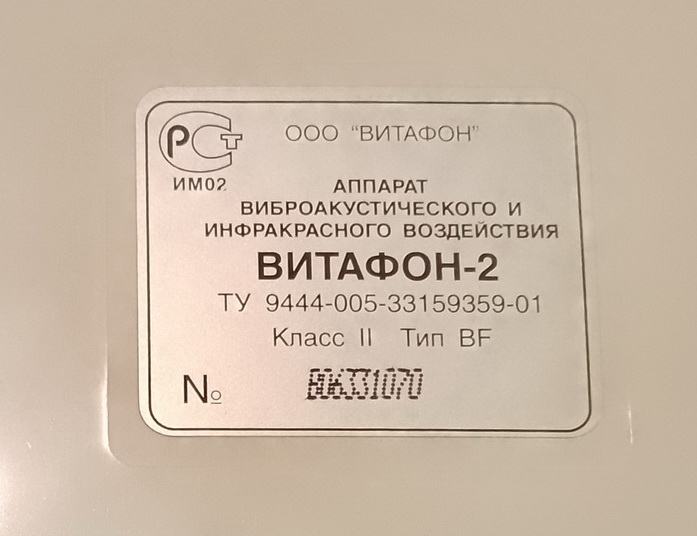 РСТ
ООО "ВИТАФОН"
ИМ02
АППАРАТ
ВИБРОАКУСТИЧЕСКОГО И
ИНФРАКРАСНОГО ВОЗДЕЙСТВИЯ
ВИТАФОН-2
ТУ 9444-005-33159359-01
Класс II Тип BF
№